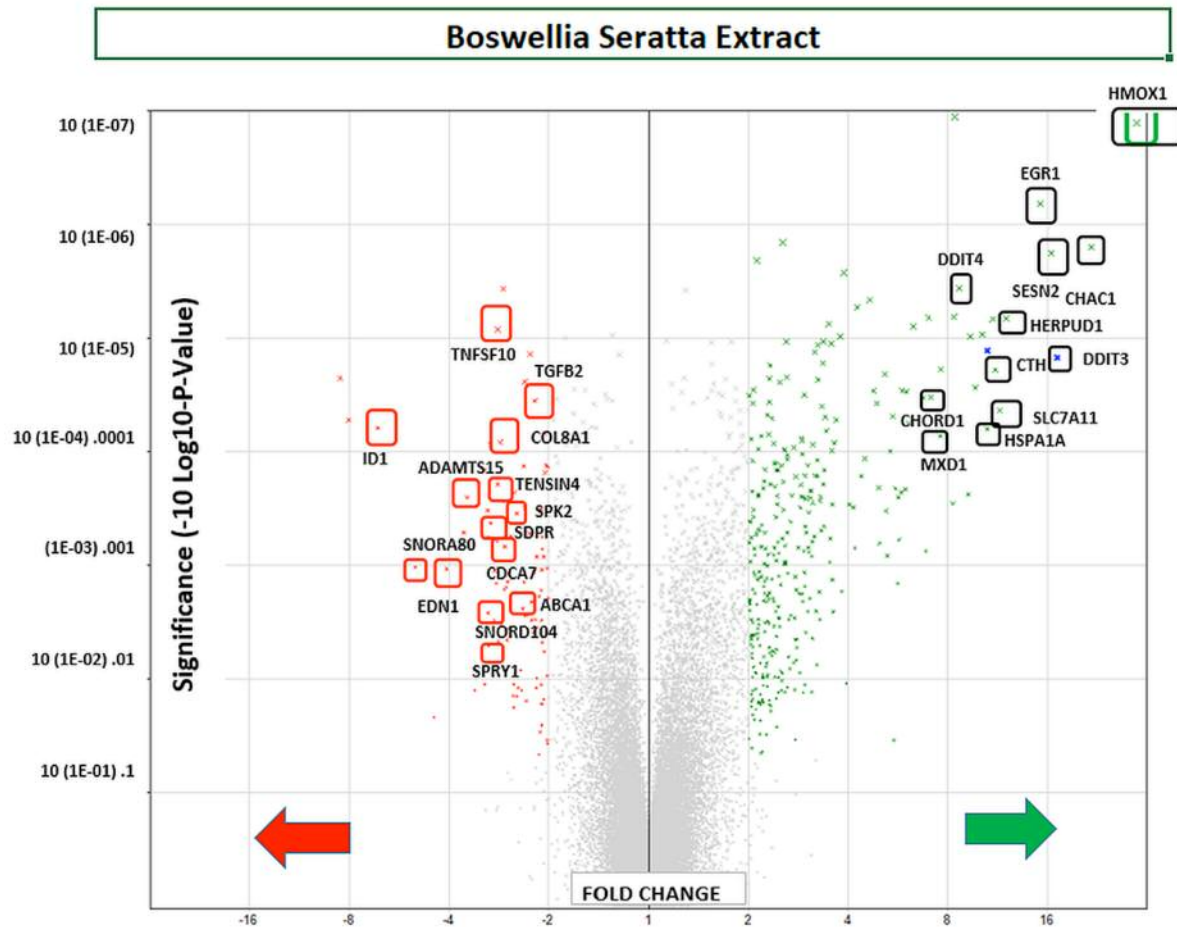 Boswellia Seratta Extract
HMOX1
10 (1E-07)
EGR1
10 (1E-06)
DDIT4
SESN2
CHAC1
HERPUD1
TNFSF10
10 (1E-05)
TGFB2
CTH
DDIT3
CHORD1
SLC7A11
10 (1E-04) .0001
COL8A1
HSPA1A
ID1
MXD1
ADAMTS15
TENSIN4
SPK2
SDPR
SNORA80
(1E-03) .001
CDCA7
EDN1
ABCA1
SNORD104
10 (1E-02) .01
SPRY1
10 (1E-01) .1
Significance (-10 Log10-P-Value)
FOLD CHANGE
-16 -8 -4 -2 1 2 4 8 16